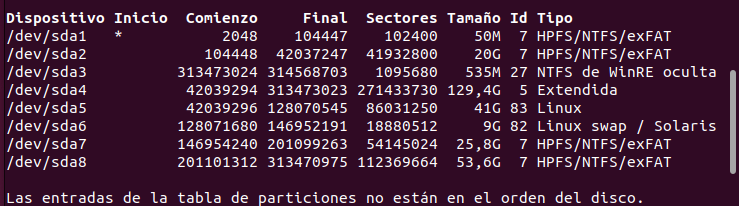 Dispositivo Inicio Comienzo Final Sectores Tamaño Id Tipo
/dev/sda1 * 2048 104447 102400 50M 7 HPFS/NTFS/exFAT
/dev/sda2 104448 42037247 41932800 20G 7 HPFS/NTFS/exFAT
/dev/sda3 313473024 314568703 1095680 535M 27 NTFS de WinRE oculta
/dev/sda4 42039294 313473023 271433730 129,4G 5 Extendida
/dev/sda5 42039296 128070545 86031250 41G 83 Linux
/dev/sda6 128071680 146952191 18880512 9G 82 Linux swap / Solaris
/dev/sda7 146954240 201099263 54145024 25,8G 7 HPFS/NTFS/exFAT
/dev/sda8 201101312 313470975 112369664 53,6G 7 HPFS/NTFS/exFAT
Las entradas de la tabla de particiones no están en el orden del disco.